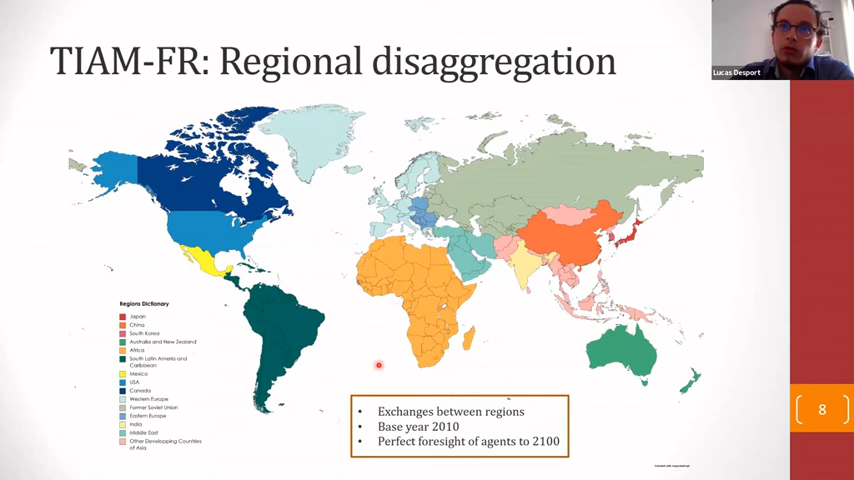 TIAM-FR: Regional disaggregation
Lucas Desport
Regions Dictionary
Japan
China
South Korea
Australia and New Zealand
Africa
South Latin America and
Caribbean
Mexico
USA
Canada
Western Europe
Former Soviet Union
Eastern Europe
India
Middle East
Other Developping Countries
of Asia
• Exchanges between regions
• Base year 2010
• Perfect foresight of agents to 2100
8